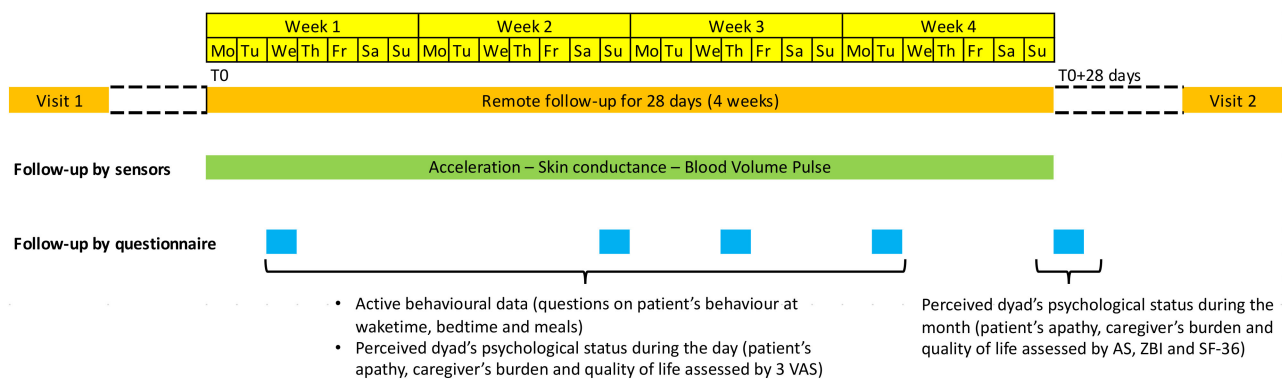 Week 1 Week 2 Week 3 Week 4
Mo Tu We Th Fr Sa Su Mo Tu We Th Fr Sa Su Mo Tu We Th Fr Sa Su Mo Tu We Th Fr Sa Su
T0 T0+28 days
Visit 1 Remote follow-up for 28 days (4 weeks) Visit 2
Follow-up by sensors Acceleration – Skin conductance – Blood Volume Pulse
Follow-up by questionnaire
• Active behavioural data (questions on patient's behaviour at
waketime, bedtime and meals)
• Perceived dyad's psychological status during the day (patient's
apathy, caregiver's burden and quality of life assessed by 3 VAS)
Perceived dyad's psychological status during the
month (patient's apathy, caregiver's burden and
quality of life assessed by AS, ZBI and SF-36)